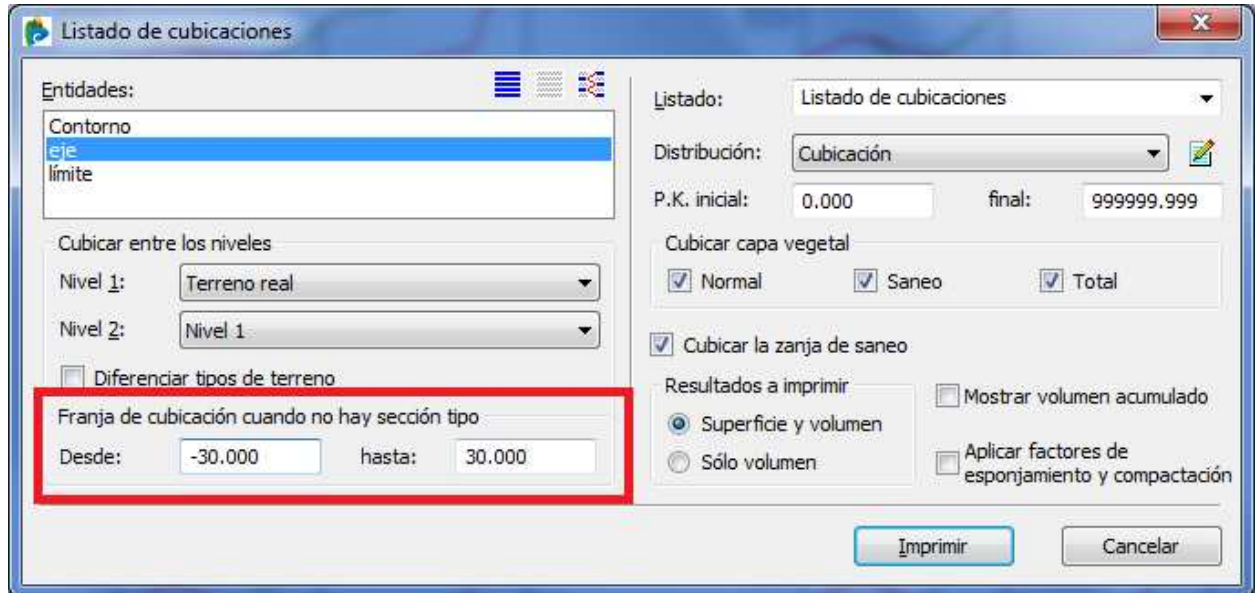 Listado de cubicaciones
Entidades:
Contorno
eje
límite
Cubicar entre los niveles
Nivel 1: Terreno real
Nivel 2: Nivel 1
Diferenciar tipos de terreno
Franja de cubicación cuando no hay sección tipo
Desde: -30.000 hasta: 30.000
Listado: Listado de cubicaciones
Distribución: Cubicación
P.K. inicial: 0.000 final: 999999.999
Cubicar capa vegetal
Normal Saneo Total
Cubicar la zanja de saneo
Resultados a imprimir
Superficie y volumen
Sólo volumen
Mostrar volumen acumulado
Aplicar factores de
esponjamiento y compactación
Imprimir Cancelar